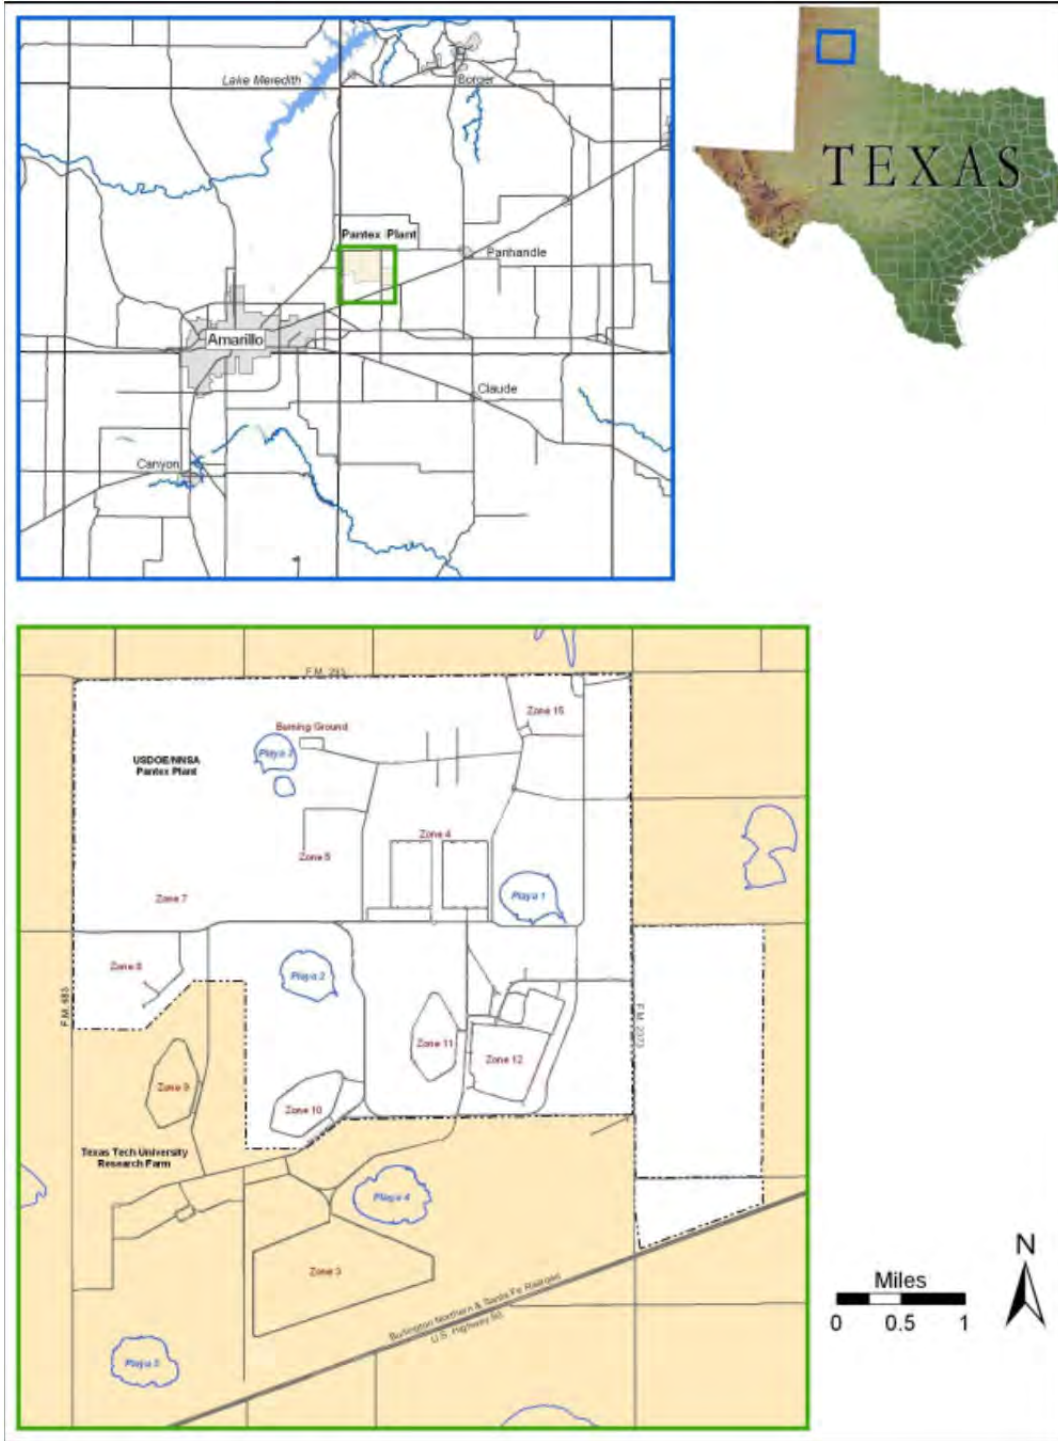 Lake Meredith
Borger
TEXAS
Pantex Plant
Panhandle
Amarillo
Claude
Canyon
F.M. 293
Zone 15
Burning Ground
Playa 3
USDOE/NNSA
Pantex Plant
Zone 4
Zone 5
Zone 7
Playa 1
Zone 8
Playa 2
F.M. 683
F.M. 2373
Zone 11
Zone 12
Zone 9
Zone 10
Texas Tech University
Research Farm
Playa 4
Zone 3
Burlington Northern & Santa Fe Railroad
U.S. Highway 60
Playa 5
N
Miles
0 0.5 1